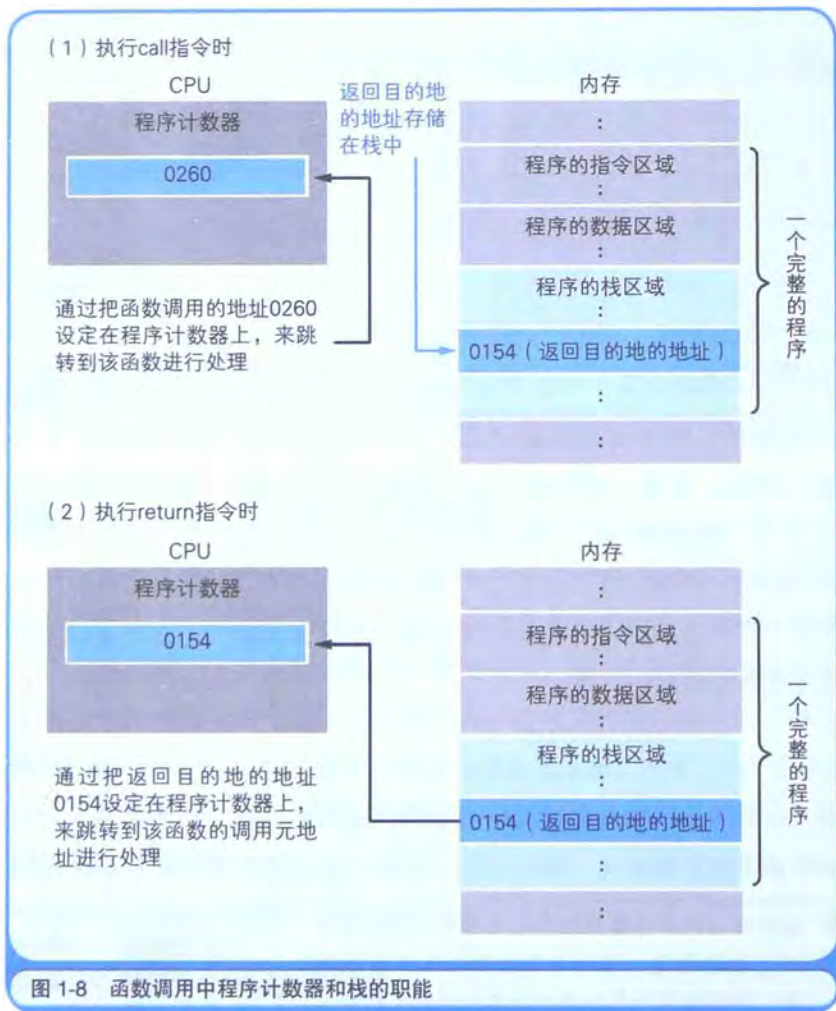 （1）执行call指令时
CPU
程序计数器
0260
通过把函数调用的地址0260
设定在程序计数器上，来跳
转到该函数进行处理
返回目的地
的地址存储
在栈中
内存
:
程序的指令区域
:
程序的数据区域
:
程序的栈区域
:
0154（返回目的地的地址）
:
:
一个完整的程序
（2）执行return指令时
CPU
程序计数器
0154
通过把返回目的地的地址
0154设定在程序计数器上，
来跳转到该函数的调用元地
址进行处理
内存
:
程序的指令区域
:
程序的数据区域
:
程序的栈区域
:
0154（返回目的地的地址）
:
:
一个完整的程序
图 1-8 函数调用中程序计数器和栈的职能